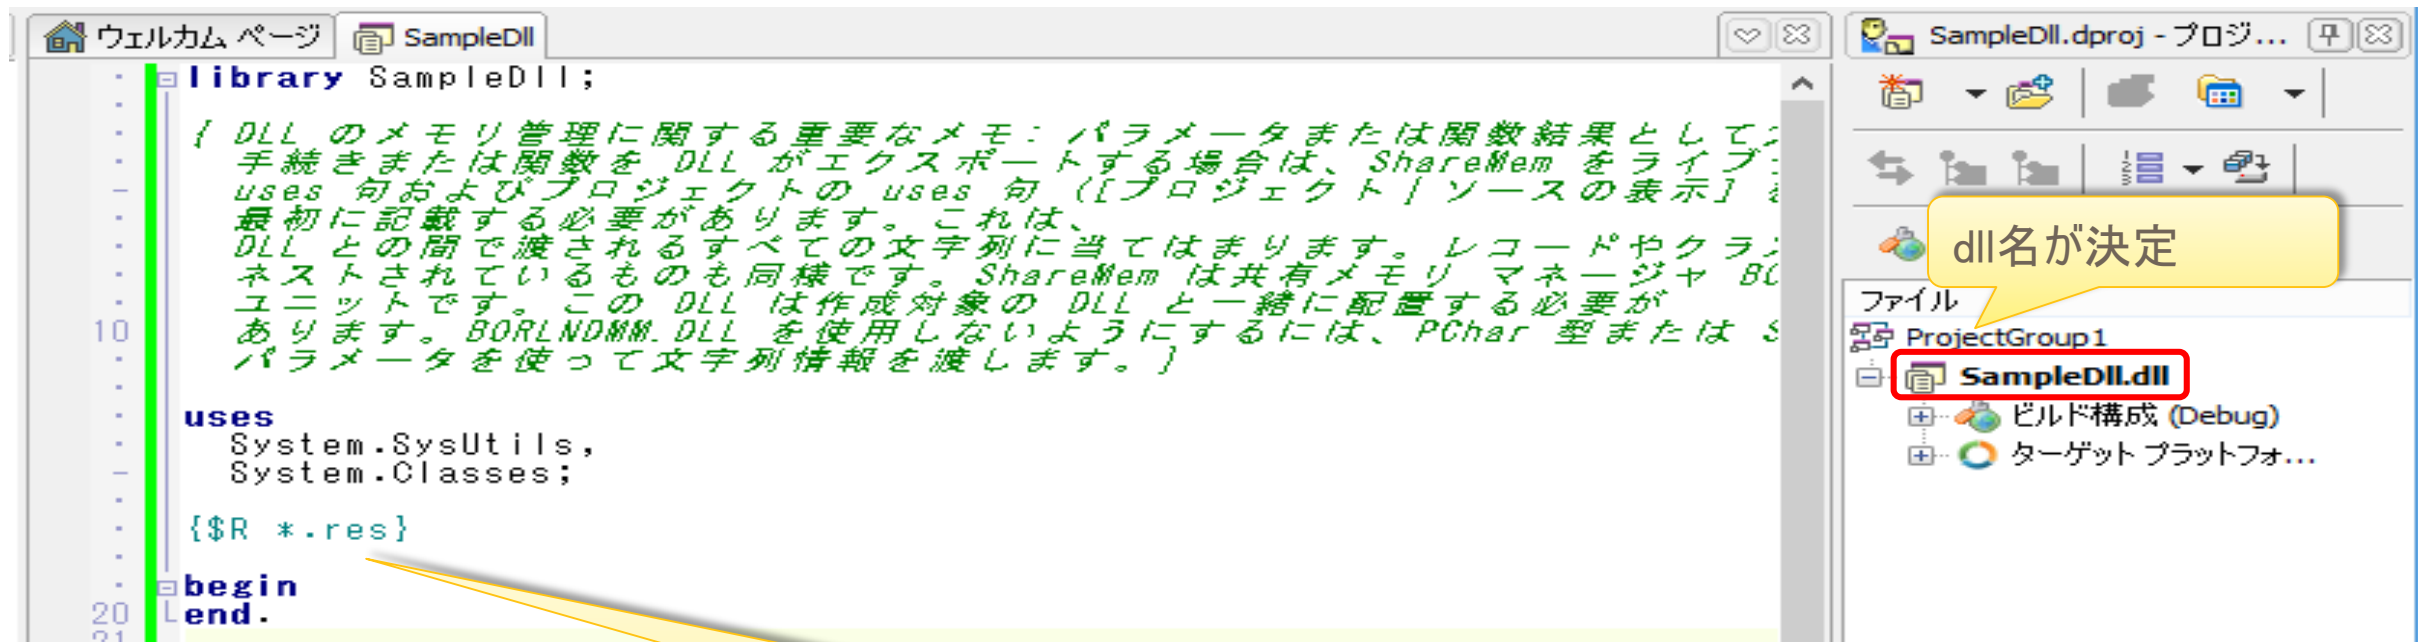 ウェルカム ページ
SampleDll
library SampleDll;
{ DLL のメモリ管理に関する重要なメモ: パラメータまたは関数結果として
手続きまたは関数を DLL がエクスポートする場合は、ShareMem をライブ
uses 句およびプロジェクトの uses 句 ([プロジェクト|ソースの表示]
最初に記載する必要があります。これは、
DLL との間で渡されるすべての文字列に当てはまります。レコードやクラ
ネストされているものも同様です。ShareMem は共有メモリ マネージャ BO
ユニットです。この DLL は作成対象の DLL と一緒に配置する必要が
10
あります。BORLNDMM.DLL を使用しないようにするには、PChar 型または S
パラメータを使って文字列情報を渡します。}
uses
System.SysUtils,
System.Classes;
{$R *.res}
begin
20
end.
21
SampleDll.dproj - プロジ...
dll名が決定
ファイル
ProjectGroup1
SampleDll.dll
ビルド構成 (Debug)
ターゲット プラットフォ...